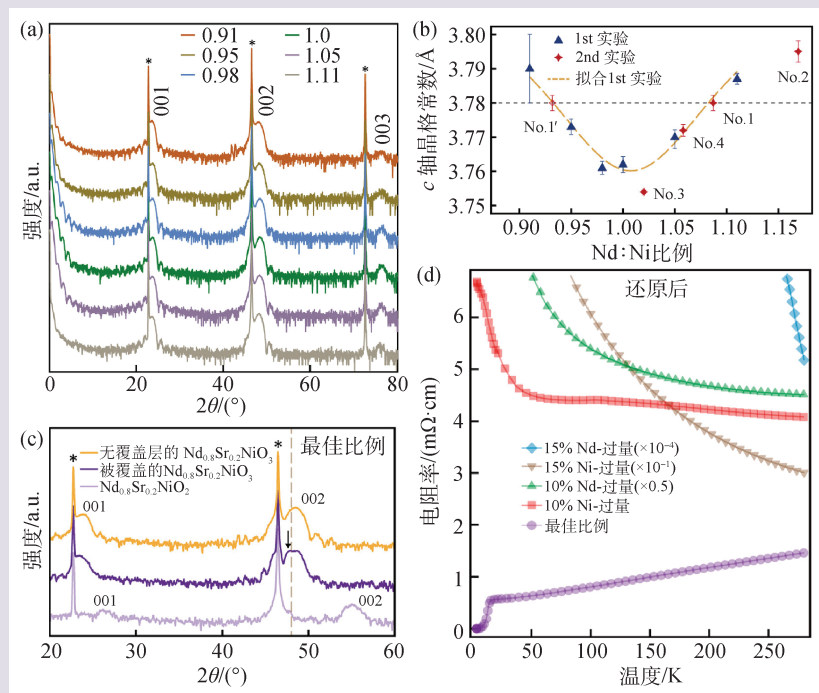 (a)
0.91
0.95
0.98
1.0
1.05
1.11
*
*
*
001
002
003
强度/a.u.
0
20
40
60
80
2θ/(°)
(b)
1st 实验
2nd 实验
拟合1st 实验
No.2
No.1′
No.1
No.4
No.3
3.80
3.79
3.78
3.77
3.76
3.75
c 轴晶格常数/Å
0.90
0.95
1.00
1.05
1.10
1.15
Nd∶Ni比例
(c)
无覆盖层的 Nd0.8Sr0.2NiO3
被覆盖的Nd0.8Sr0.2NiO3
Nd0.8Sr0.2NiO2
最佳比例
*
*
001
002
001
002
强度/a.u.
20
30
40
50
60
2θ/(°)
(d)
还原后
6
5
4
3
2
1
0
电阻率/(mΩ·cm)
15% Nd-过量(×10⁻⁴)
15% Ni-过量(×10⁻¹)
10% Nd-过量(×0.5)
10% Ni-过量
最佳比例
0
50
100
150
200
250
温度/K